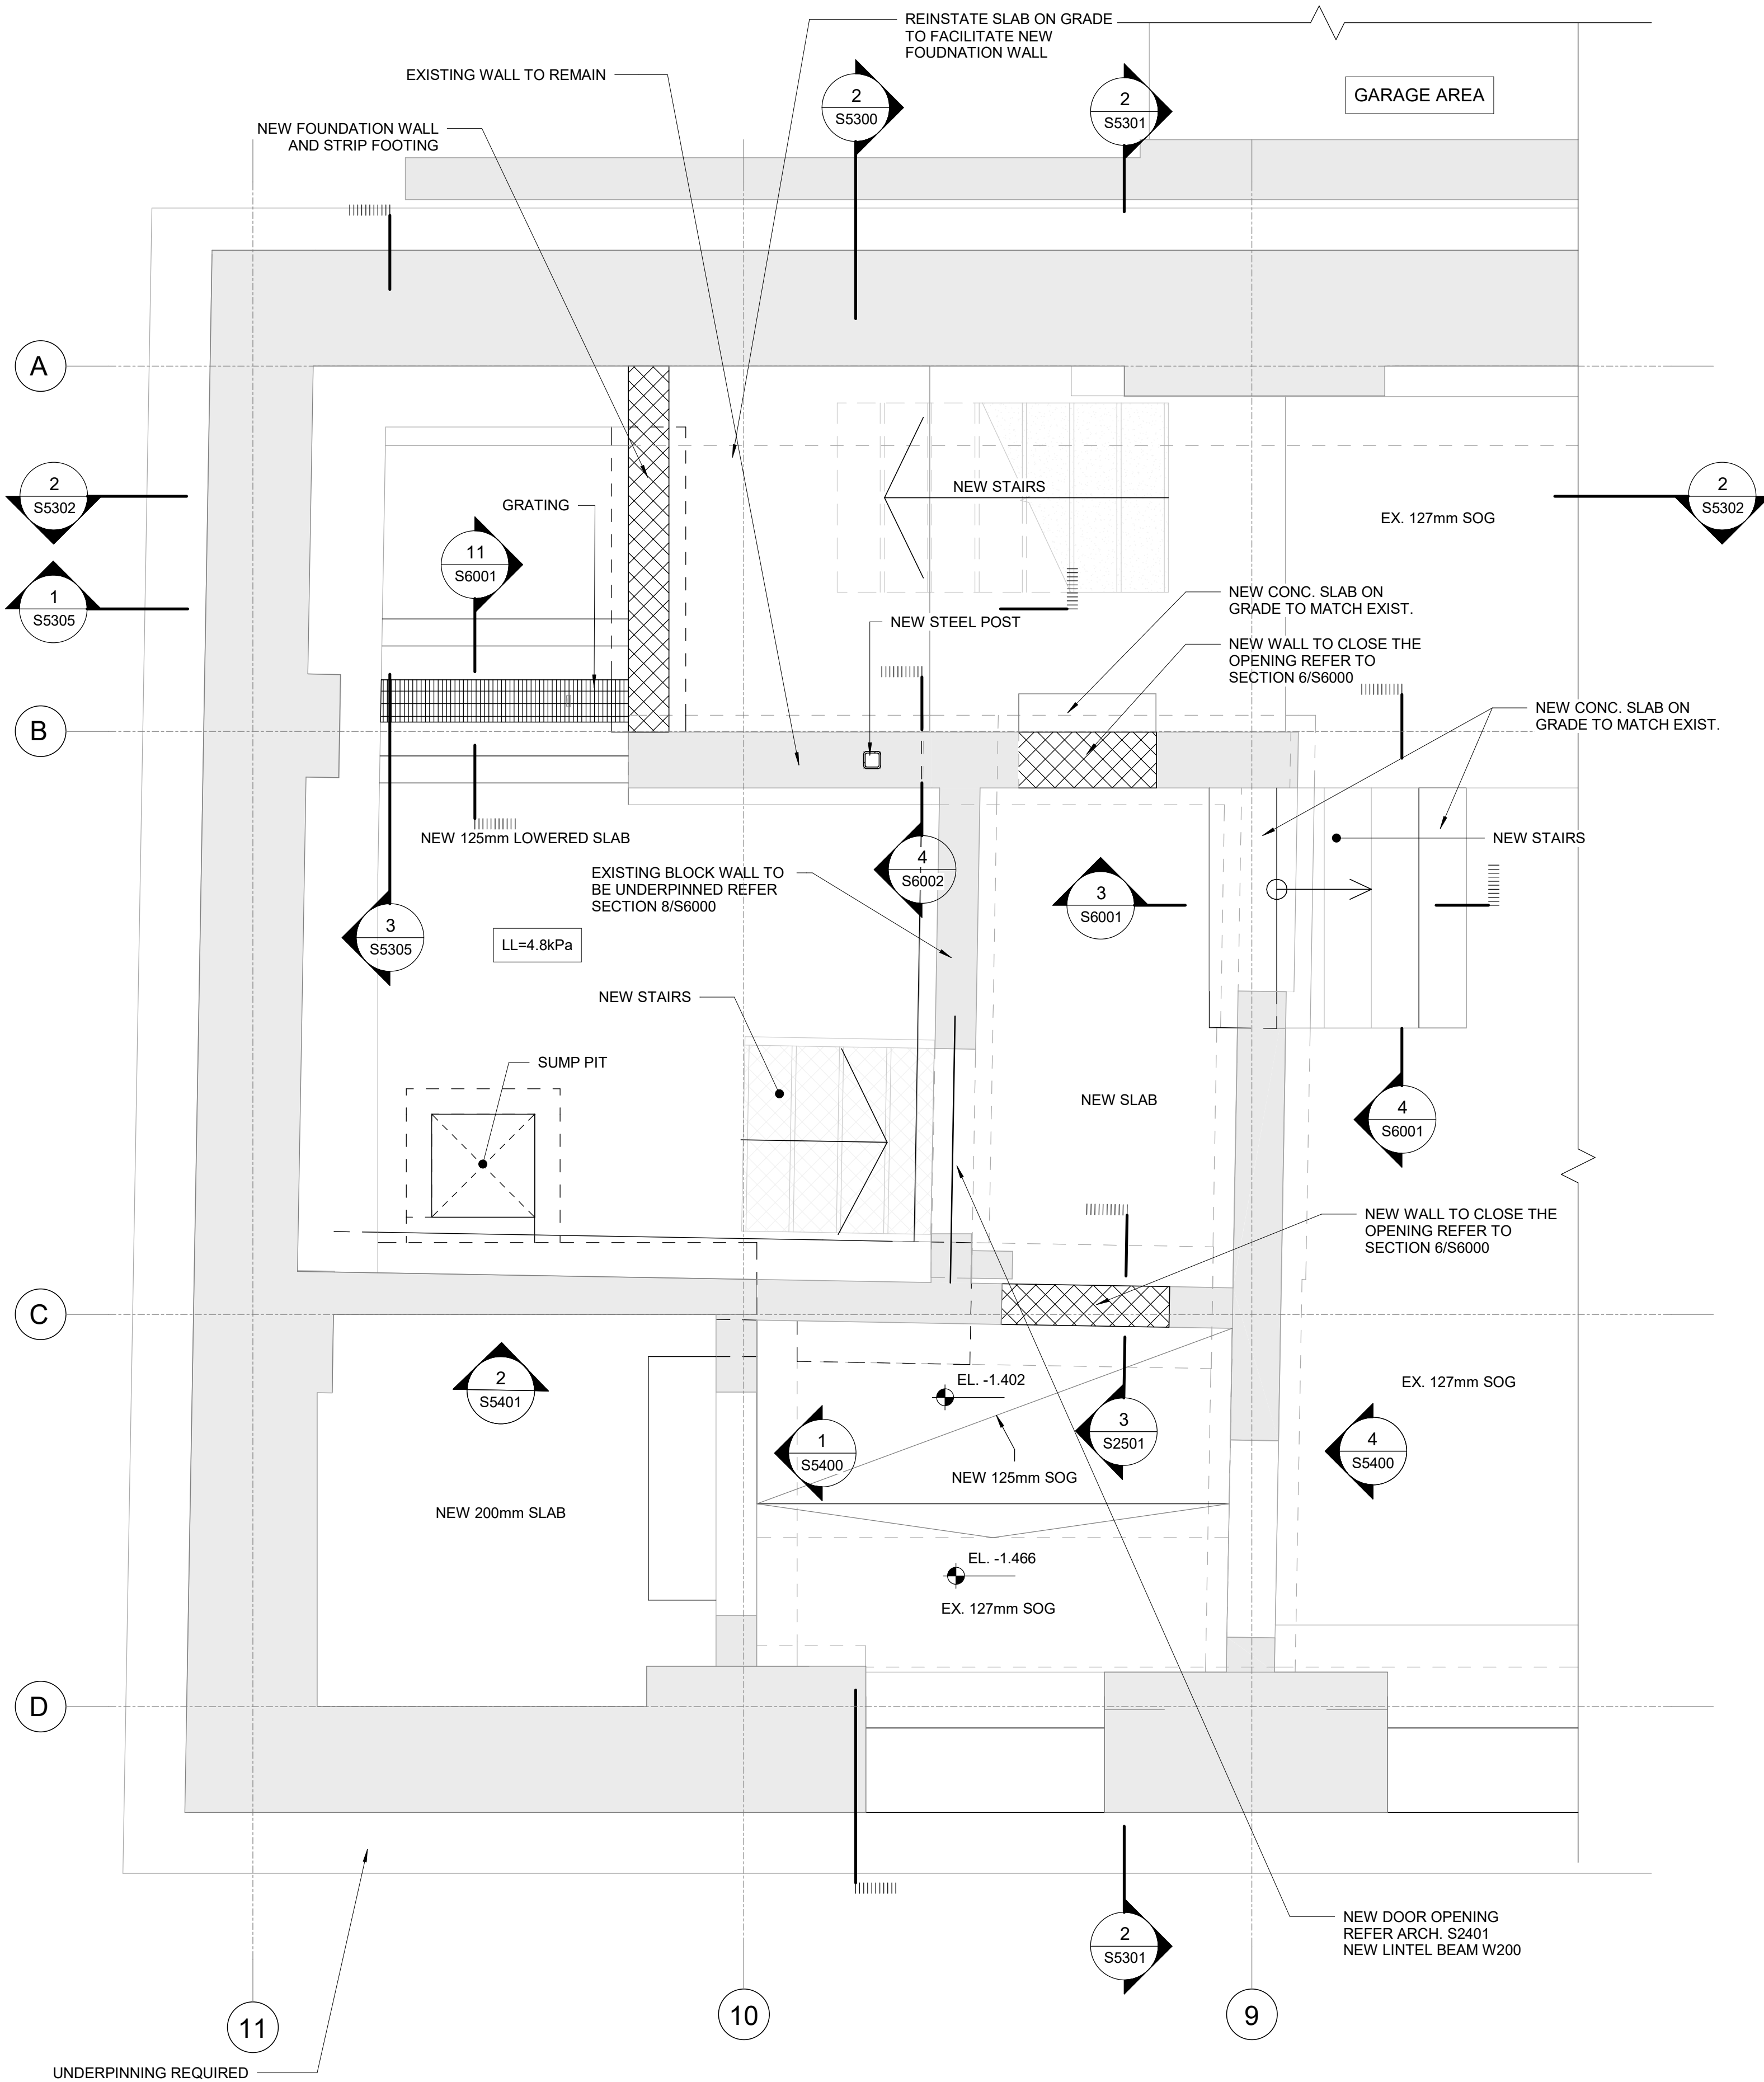 REINSTATE SLAB ON GRADE
TO FACILITATE NEW
FOUDNATION WALL
EXISTING WALL TO REMAIN
2
S5300
2
S5301
GARAGE AREA
NEW FOUNDATION WALL
AND STRIP FOOTING
A
2
S5302
GRATING
NEW STAIRS
2
S5302
EX. 127mm SOG
11
S6001
1
S5305
NEW CONC. SLAB ON
GRADE TO MATCH EXIST.
NEW STEEL POST
NEW WALL TO CLOSE THE
OPENING REFER TO
SECTION 6/S6000
B
NEW CONC. SLAB ON
GRADE TO MATCH EXIST.
NEW 125mm LOWERED SLAB
NEW STAIRS
4
S6002
EXISTING BLOCK WALL TO
BE UNDERPINNED REFER
SECTION 8/S6000
3
S6001
3
S5305
LL=4.8kPa
NEW STAIRS
SUMP PIT
NEW SLAB
4
S6001
NEW WALL TO CLOSE THE
OPENING REFER TO
SECTION 6/S6000
C
2
S5401
EL. -1.402
EX. 127mm SOG
3
S2501
1
S5400
4
S5400
NEW 125mm SOG
NEW 200mm SLAB
EL. -1.466
EX. 127mm SOG
D
NEW DOOR OPENING
REFER ARCH. S2401
NEW LINTEL BEAM W200
2
S5301
11
10
9
UNDERPINNING REQUIRED